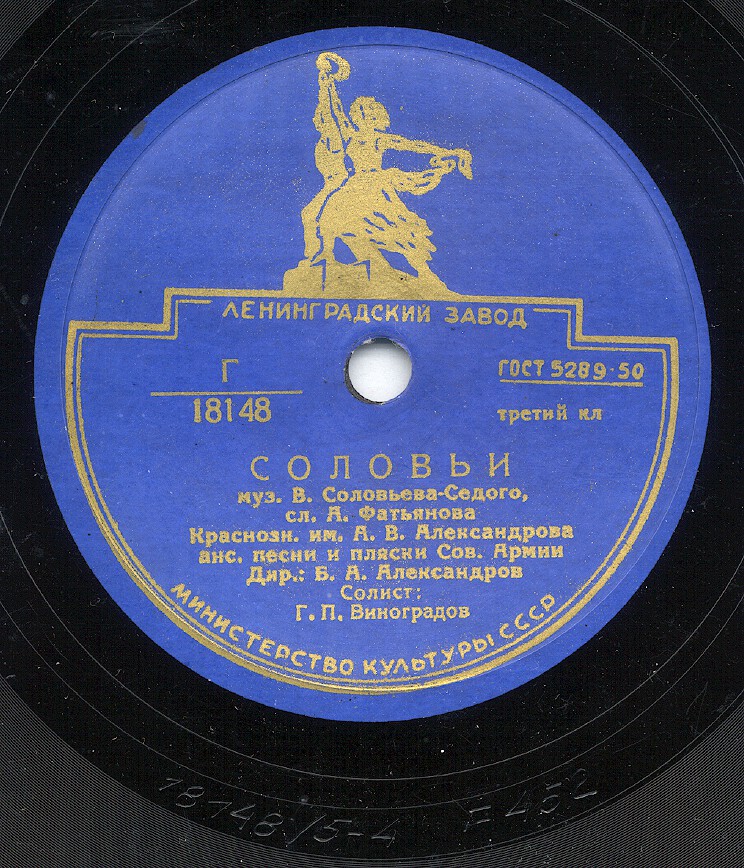 ЛЕНИНГРАДСКИЙ ЗАВОД
Г
18148
ГОСТ 5289-50
третий кл
СОЛОВЬИ
муз. В. Соловьева-Седого,
сл. А. Фатьянова
Краснозн. им. А. В. Александрова
анс. песни и пляски Сов. Армии
Дир.: Б. А. Александров
Солист:
Г. П. Виноградов
МИНИСТЕРСТВО КУЛЬТУРЫ СССР
18148/5-4 E452